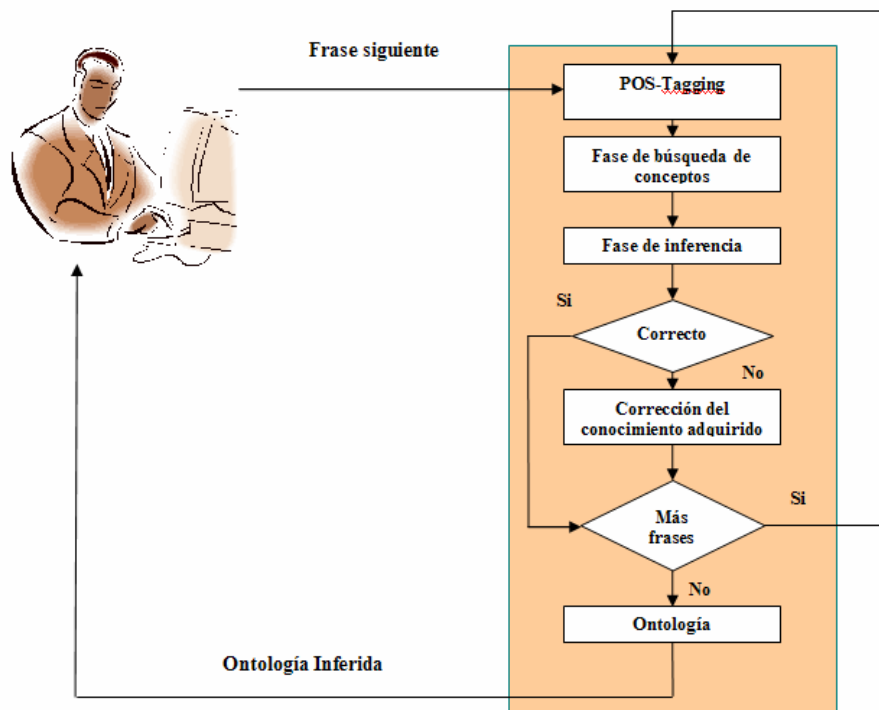 Frase siguiente
POS-Tagging
Fase de búsqueda de
conceptos
Fase de inferencia
Si
Correcto
No
Corrección del
conocimiento adquirido
Más
frases
Si
No
Ontología
Ontología Inferida